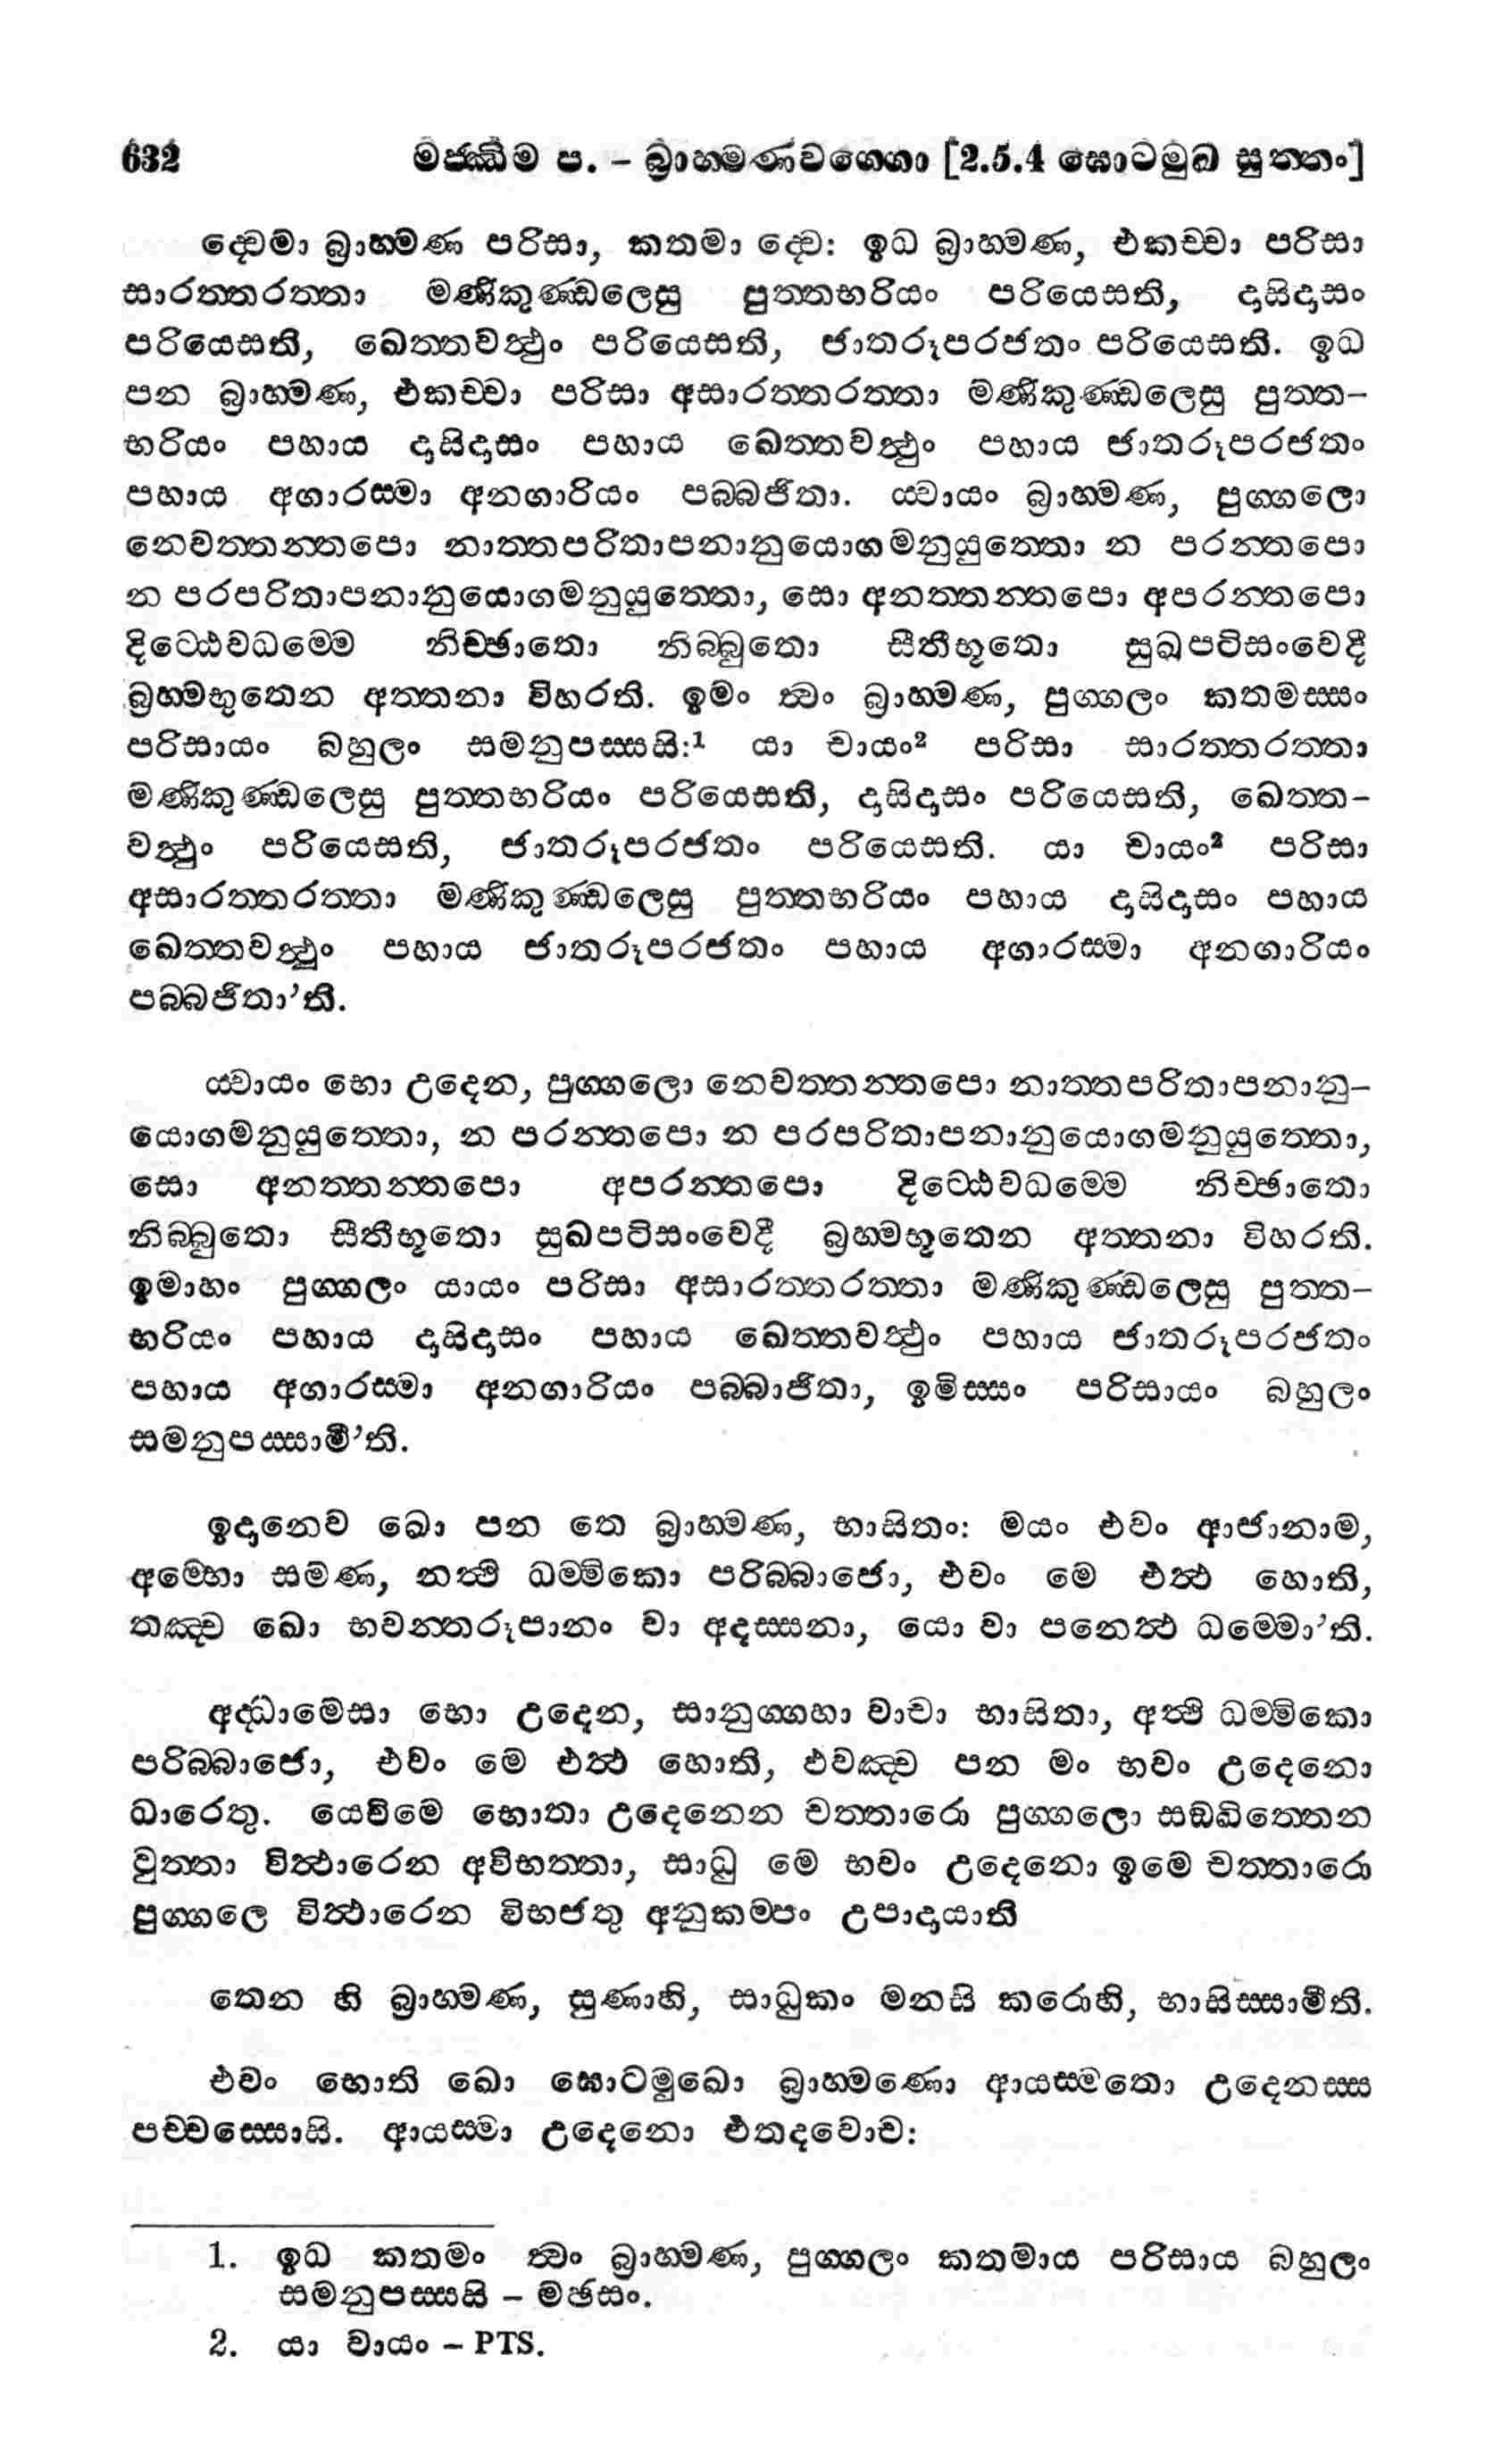 632 මජ්ඣිම ප. – බ්‍රාහ්මණවග්ගො [2.5.4 ඝොටමුඛ සුත්තං]
ද්වෙමා බ්‍රාහ්මණ පරිසා, කතමා ද්වෙ: ඉධ බ්‍රාහ්මණ, එකච්චා පරිසා
සාරත්තරත්තා මණිකුණ්ඩලෙසු පුත්තභරියං පරියෙසති, දාසිදාසං
පරියෙසති, ඛෙත්තවත්ථුං පරියෙසති, ජාතරූපරජතං පරියෙසති. ඉධ
පන බ්‍රාහ්මණ, එකච්චා පරිසා අසාරත්තරත්තා මණිකුණ්ඩලෙසු පුත්ත–
භරියං පහාය දාසිදාසං පහාය ඛෙත්තවත්ථුං පහාය ජාතරූපරජතං
පහාය අගාරස්මා අනගාරියං පබ්බජිතා. ය්වායං බ්‍රාහ්මණ, පුග්ගලො
නෙවත්තන්තපො නාත්තපරිතාපනානුයොගමනුයුත්තො න පරන්තපො
න පරපරිතාපනානුයොගමනුයුත්තො, සො අනත්තන්තපො අපරන්තපො
දිට්ඨෙවධම්මෙ නිච්ඡාතො නිබ්බුතො සීතීභූතො සුඛපටිසංවෙදී
බ්‍රහ්මභුතෙන අත්තනා විහරති. ඉමං ත්වං බ්‍රාහ්මණ, පුග්ගලං කතමස්සං
පරිසායං බහුලං සමනුපස්සසි:¹ යා චායං² පරිසා සාරත්තරත්තා
මණිකුණ්ඩලෙසු පුත්තභරියං පරියෙසති, දාසිදාසං පරියෙසති, ඛෙත්ත–
වත්ථුං පරියෙසති, ජාතරූපරජතං පරියෙසති. යා චායං² පරිසා
අසාරත්තරත්තා මණිකුණ්ඩලෙසු පුත්තභරියං පහාය දාසිදාසං පහාය
ඛෙත්තවත්ථුං පහාය ජාතරූපරජතං පහාය අගාරස්මා අනගාරියං
පබ්බජිතා’ති.
ය්වායං භො උදෙන, පුග්ගලො නෙවත්තන්තපො නාත්තපරිතාපනානු–
යොගමනුයුත්තො, න පරන්තපො න පරපරිතාපනානුයොගමනුයුත්තො,
සො අනත්තන්තපො අපරන්තපො දිට්ඨෙවධම්මෙ නිච්ඡාතො
නිබ්බුතො සීතීභූතො සුඛපටිසංවෙදී බ්‍රහ්මභූතෙන අත්තනා විහරති.
ඉමාහං පුග්ගලං යායං පරිසා අසාරත්තරත්තා මණිකුණ්ඩලෙසු පුත්ත–
භරියං පහාය දාසිදාසං පහාය ඛෙත්තවත්ථුං පහාය ජාතරූපරජතං
පහාය අගාරස්මා අනගාරියං පබ්බාජිතා, ඉමිස්සං පරිසායං බහුලං
සමනුපස්සාමී’ති.
ඉදානෙව ඛො පන තෙ බ්‍රාහ්මණ, භාසිතං: මයං එවං ආජානාම,
අම්භො සමණ, නත්ථි ධම්මිකො පරිබ්බාජො, එවං මෙ එත්ථ හොති,
තඤ්ච ඛො භවන්තරූපානං වා අදස්සනා, යො වා පනෙත්ථ ධම්මො’ති.
අද්ධාමෙසා භො උදෙන, සානුග්ගහා වාචා භාසිතා, අත්ථි ධම්මිකො
පරිබ්බාජො, එවං මෙ එත්ථ හොති, ඵවඤ්ච පන මං භවං උදෙනො
ධාරෙතු. යෙචිමෙ භොතා උදෙනෙන චත්තාරො පුග්ගලො සඞ්ඛිත්තෙන
වුත්තා විත්ථාරෙන අවිභත්තා, සාධු මෙ භවං උදෙනො ඉමෙ චත්තාරො
පුග්ගලෙ විත්ථාරෙන විභජතු අනුකම්පං උපාදායාති
තෙන හි බ්‍රාහ්මණ, සුණාහි, සාධුකං මනසි කරොහි, භාසිස්සාමීති.
එවං භොති ඛො ඝොටමුඛො බ්‍රාහ්මණො ආයස්මතො උදෙනස්ස
පච්චස්සොසි. ආයස්මා උදෙනො එතදවොච:
1. ඉධ කතමං ත්වං බ්‍රාහ්මණ, පුග්ගලං කතමාය පරිසාය බහුලං
සමනුපස්සසි – මඡසං.
2. යා වායං – PTS.